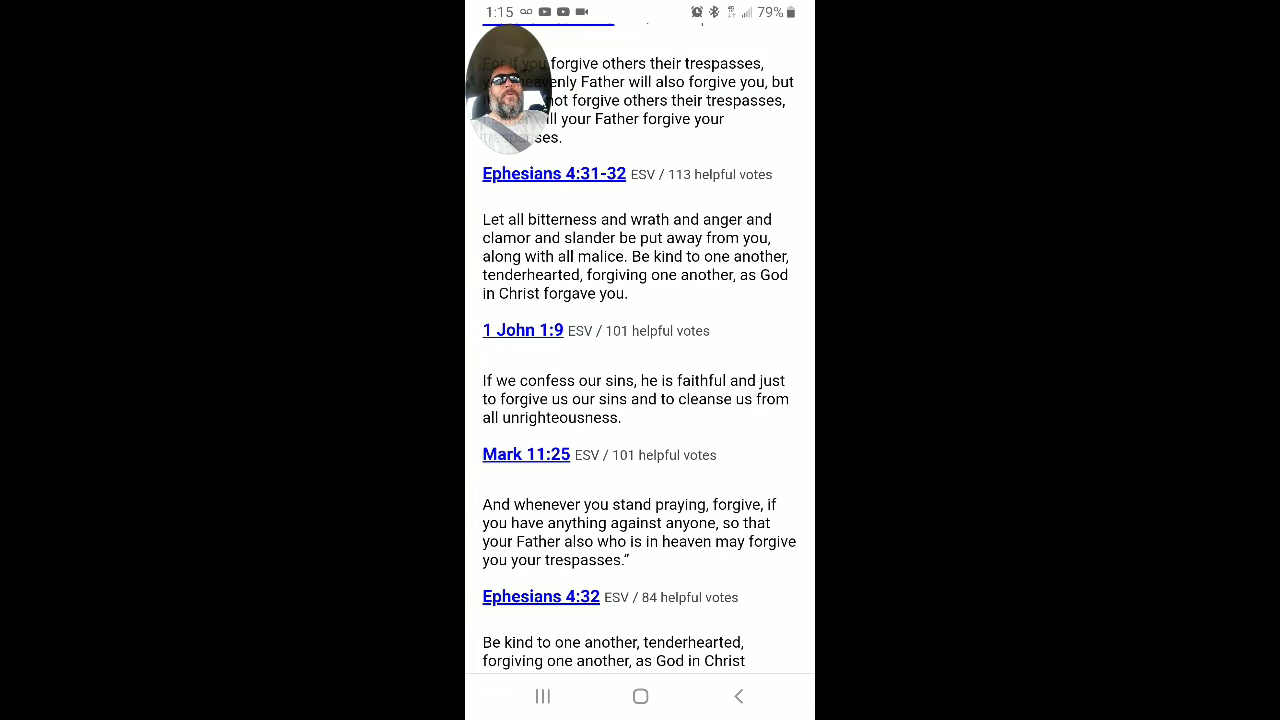 1:15 79%
For if you forgive others their trespasses,
heavenly Father will also forgive you, but
not forgive others their trespasses,
will your Father forgive your
trespasses.
Ephesians 4:31-32 ESV / 113 helpful votes
Let all bitterness and wrath and anger and
clamor and slander be put away from you,
along with all malice. Be kind to one another,
tenderhearted, forgiving one another, as God
in Christ forgave you.
1 John 1:9 ESV / 101 helpful votes
If we confess our sins, he is faithful and just
to forgive us our sins and to cleanse us from
all unrighteousness.
Mark 11:25 ESV / 101 helpful votes
And whenever you stand praying, forgive, if
you have anything against anyone, so that
your Father also who is in heaven may forgive
you your trespasses.”
Ephesians 4:32 ESV / 84 helpful votes
Be kind to one another, tenderhearted,
forgiving one another, as God in Christ